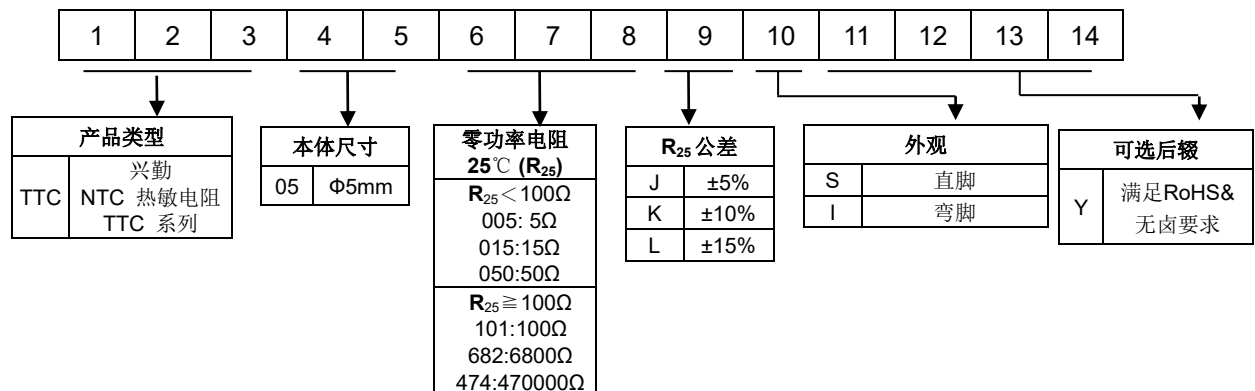 1 2 3 4 5 6 7 8 9 10 11 12 13 14
产品类型
TTC
兴勤
NTC 热敏电阻
TTC 系列
本体尺寸
05 Φ5mm
零功率电阻
25℃ (R25)
R25＜100Ω
005: 5Ω
015:15Ω
050:50Ω
R25≧100Ω
101:100Ω
682:6800Ω
474:470000Ω
R25 公差
J ±5%
K ±10%
L ±15%
外观
S 直脚
I 弯脚
可选后辍
Y
满足RoHS&
无卤要求